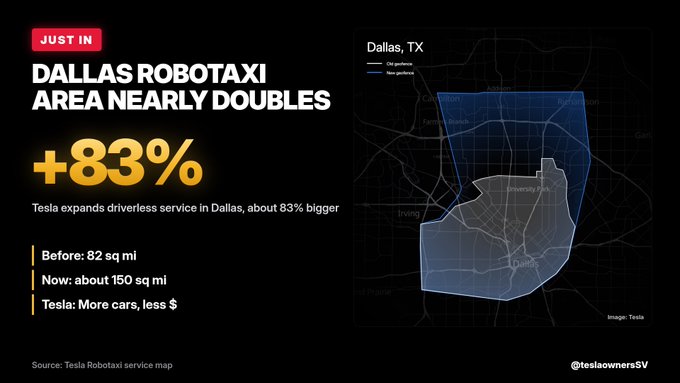 JUST IN
DALLAS ROBOTAXI
AREA NEARLY DOUBLES
+83%
Tesla expands driverless service in Dallas, about 83% bigger
Before: 82 sq mi
Now: about 150 sq mi
Tesla: More cars, less $
Source: Tesla Robotaxi service map
Dallas, TX
Old geofence
New geofence
Addison
Carrollton
Richardson
Farmers Branch
University Park
Irving
Dallas
Image: Tesla
@teslaownersSV